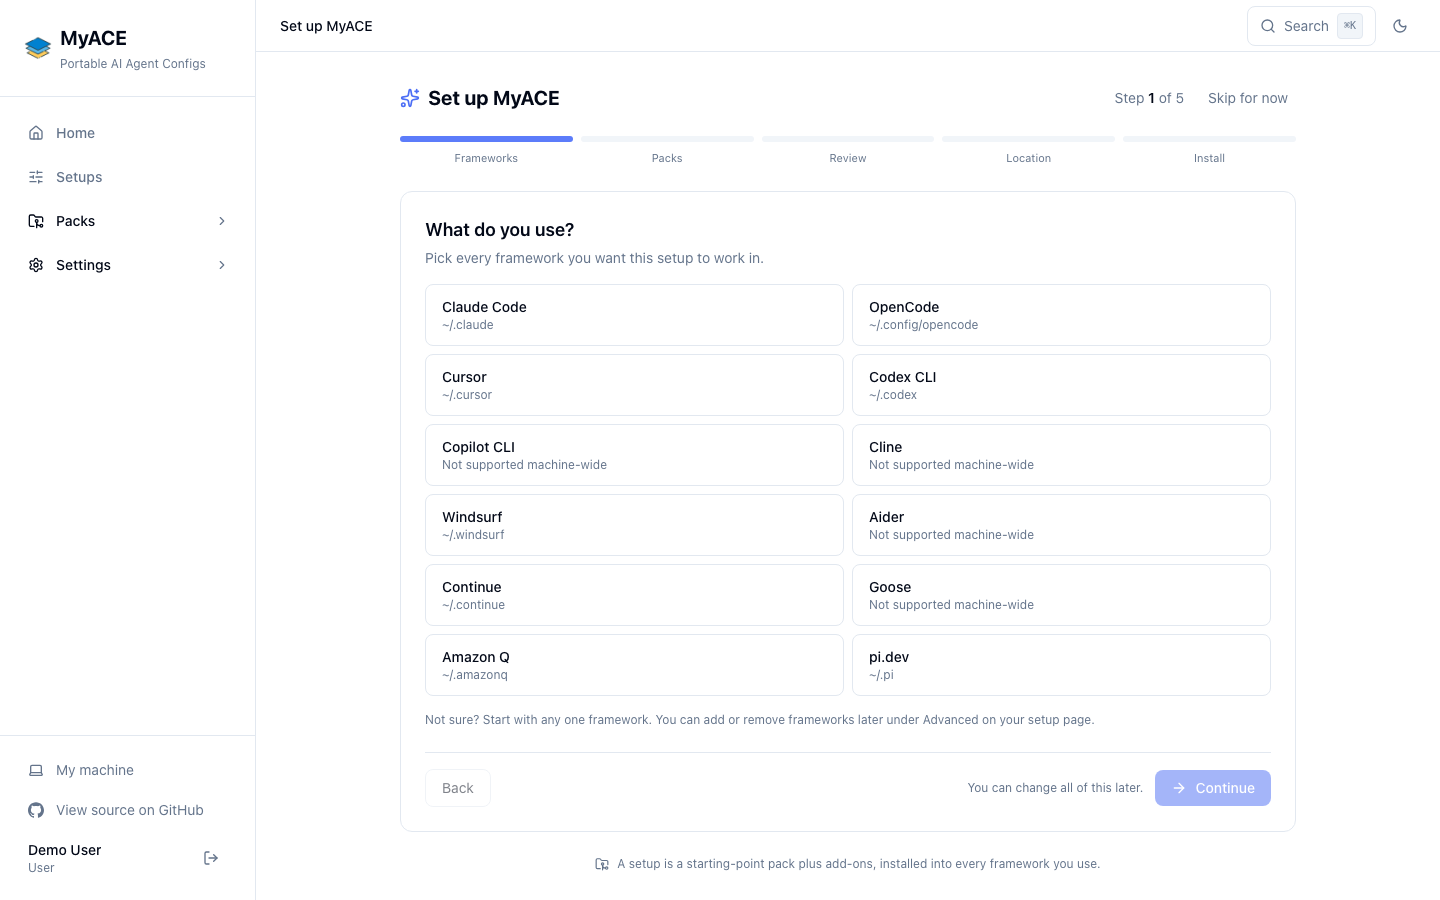 MyACE
Portable AI Agent Configs
Home
Setups
Packs
Settings
My machine
View source on GitHub
Demo User
User
Set up MyACE
Search ⌘K
Set up MyACE
Step 1 of 5
Skip for now
Frameworks
Packs
Review
Location
Install
What do you use?
Pick every framework you want this setup to work in.
Claude Code
~/.claude
OpenCode
~/.config/opencode
Cursor
~/.cursor
Codex CLI
~/.codex
Copilot CLI
Not supported machine-wide
Cline
Not supported machine-wide
Windsurf
~/.windsurf
Aider
Not supported machine-wide
Continue
~/.continue
Goose
Not supported machine-wide
Amazon Q
~/.amazonq
pi.dev
~/.pi
Not sure? Start with any one framework. You can add or remove frameworks later under Advanced on your setup page.
Back
You can change all of this later.
Continue
A setup is a starting-point pack plus add-ons, installed into every framework you use.